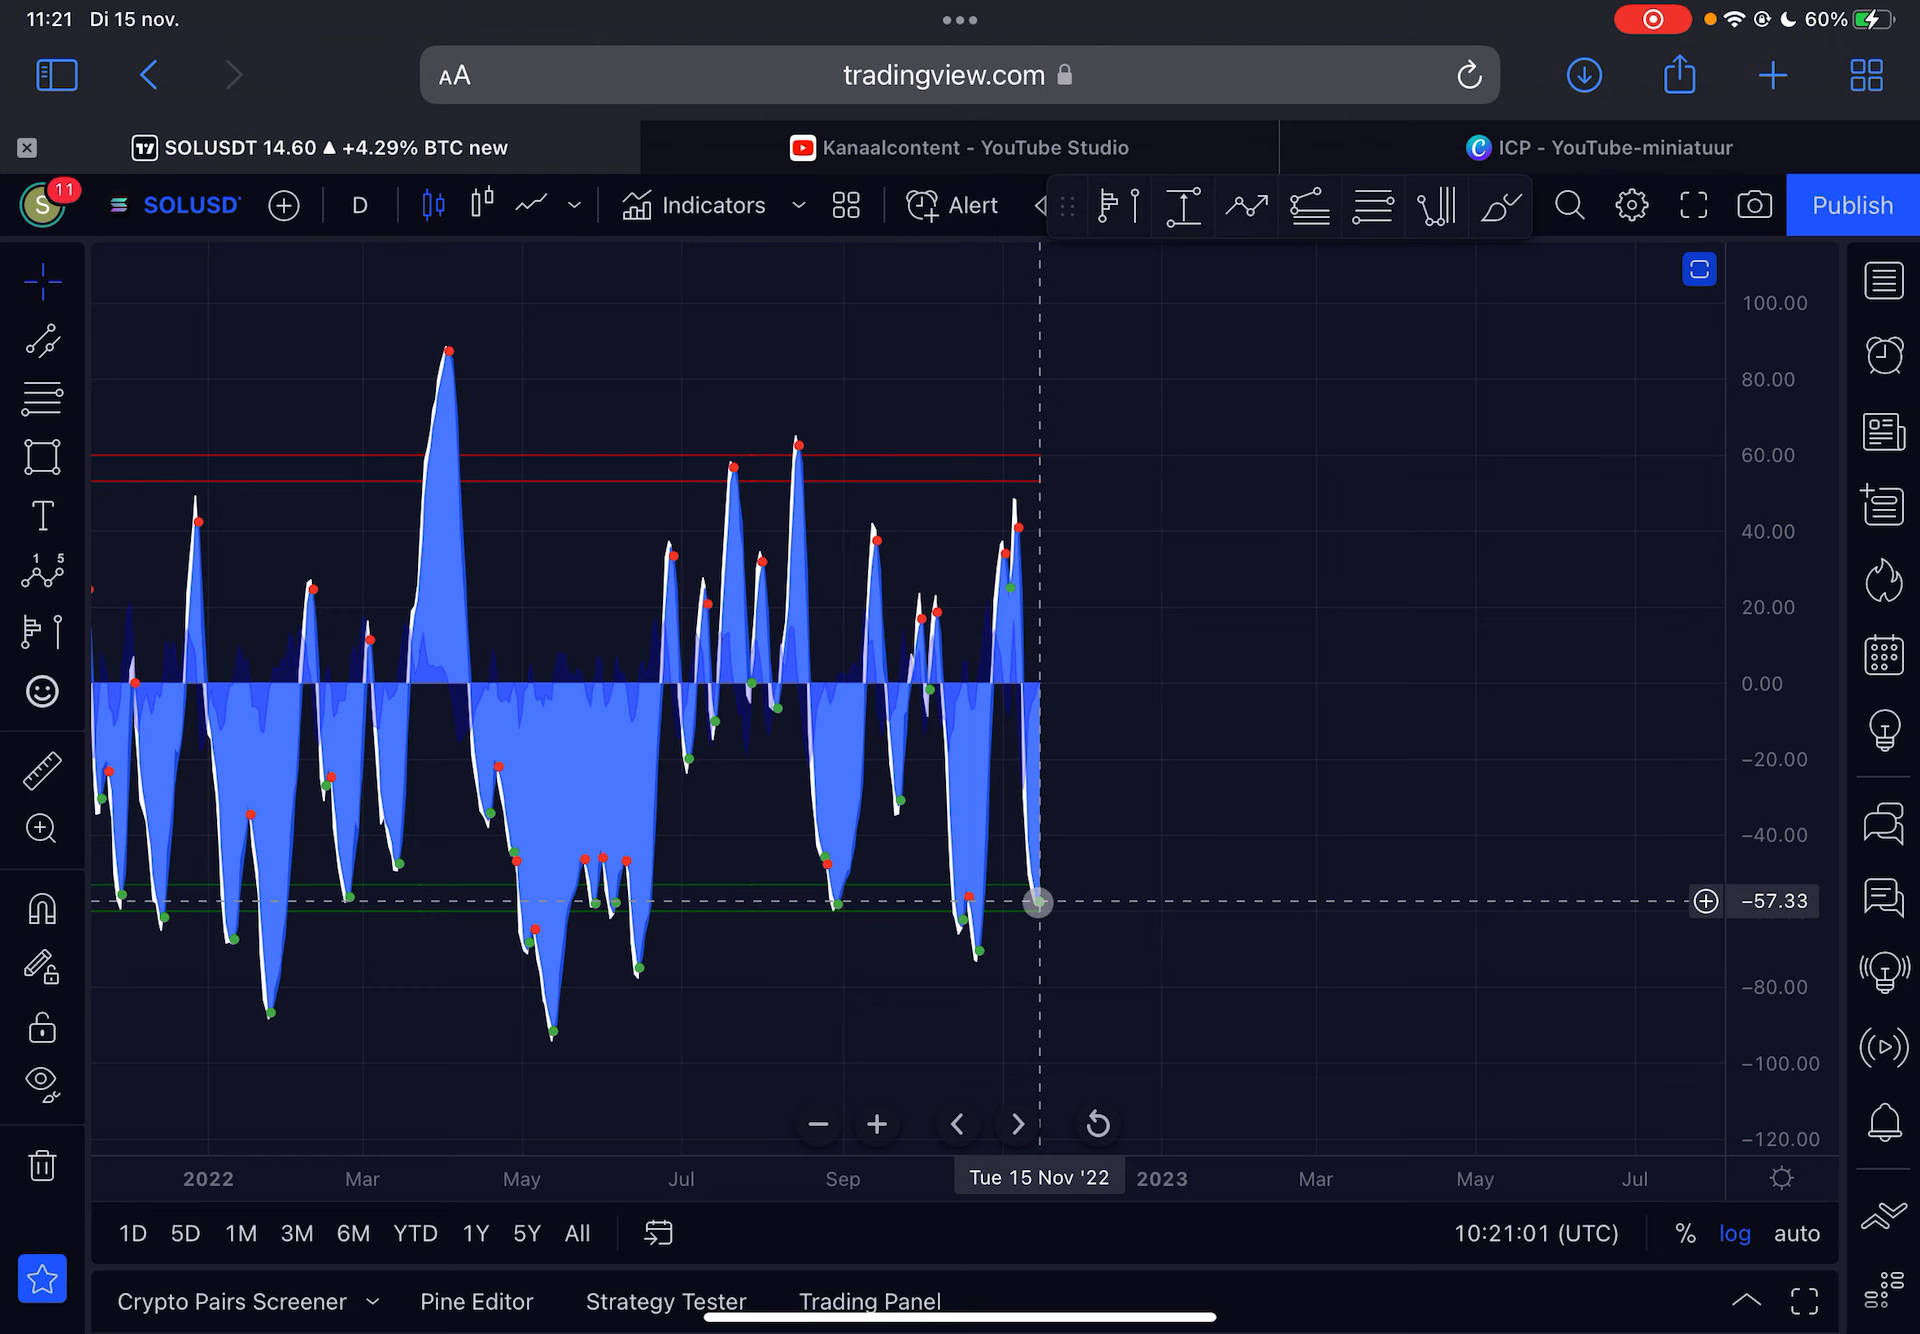 11:21 Di 15 nov.
60%
AA
tradingview.com
SOLUSDT 14.60 ▲ +4.29% BTC new
Kanaalcontent - YouTube Studio
ICP - YouTube-miniatuur
S
11
SOLUSD
D
Indicators
Alert
Publish
100.00
80.00
60.00
40.00
20.00
0.00
−20.00
−40.00
−57.33
−80.00
−100.00
−120.00
2022
Mar
May
Jul
Sep
Tue 15 Nov '22
2023
Mar
May
Jul
1D 5D 1M 3M 6M YTD 1Y 5Y All
10:21:01 (UTC)
%
log
auto
Crypto Pairs Screener
Pine Editor
Strategy Tester
Trading Panel